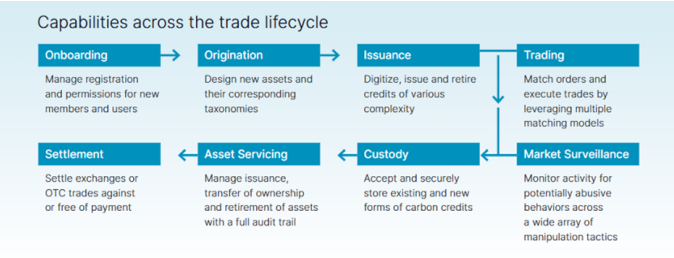 Capabilities across the trade lifecycle
Onboarding
Manage registration
and permissions for new
members and users
Origination
Design new assets and
their corresponding
taxonomies
Issuance
Digitize, issue and retire
credits of various
complexity
Trading
Match orders and
execute trades by
leveraging multiple
matching models
Settlement
Settle exchanges or
OTC trades against
or free of payment
Asset Servicing
Manage issuance,
transfer of ownership
and retirement of assets
with a full audit trail
Custody
Accept and securely
store existing and new
forms of carbon credits
Market Surveillance
Monitor activity for
potentially abusive
behaviors across
a wide array of
manipulation tactics